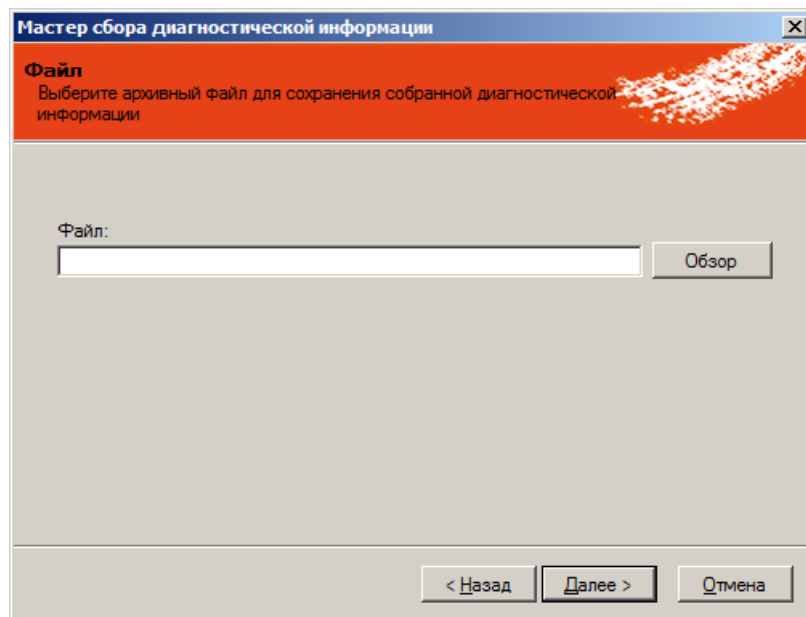 Мастер сбора диагностической информации
Файл
Выберите архивный файл для сохранения собранной диагностической
информации
Файл:
Обзор
< Назад
Далее >
Отмена